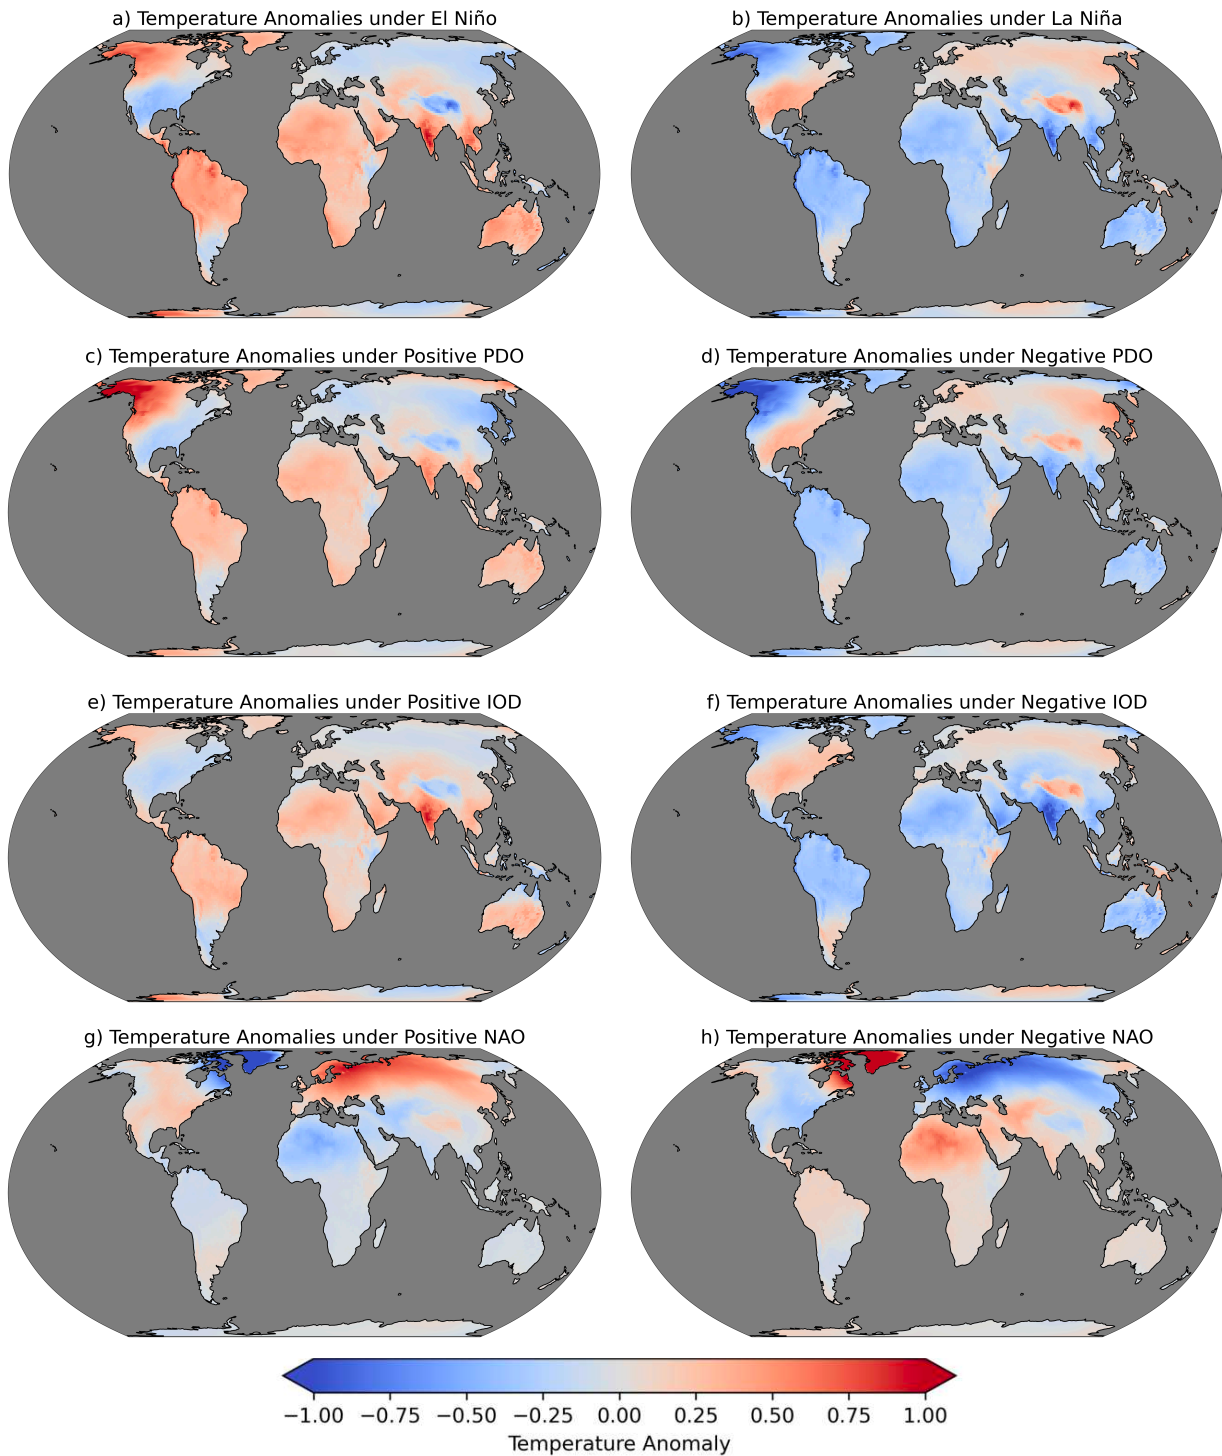 a) Temperature Anomalies under El Niño
b) Temperature Anomalies under La Niña
c) Temperature Anomalies under Positive PDO
d) Temperature Anomalies under Negative PDO
e) Temperature Anomalies under Positive IOD
f) Temperature Anomalies under Negative IOD
g) Temperature Anomalies under Positive NAO
h) Temperature Anomalies under Negative NAO
−1.00 −0.75 −0.50 −0.25 0.00 0.25 0.50 0.75 1.00
Temperature Anomaly